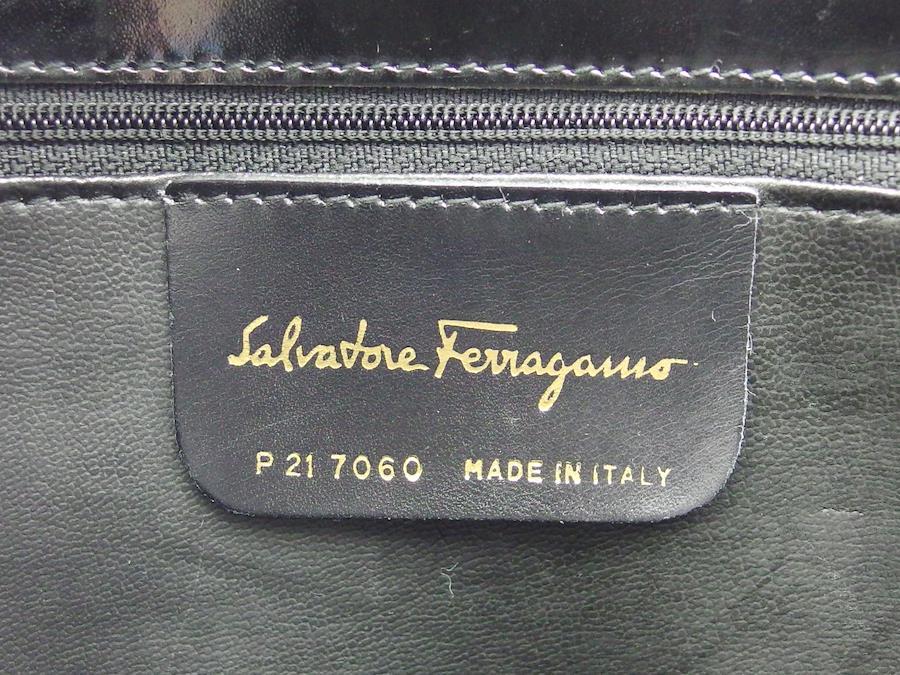 Salvatore Ferragamo
P 21 7060 MADE IN ITALY